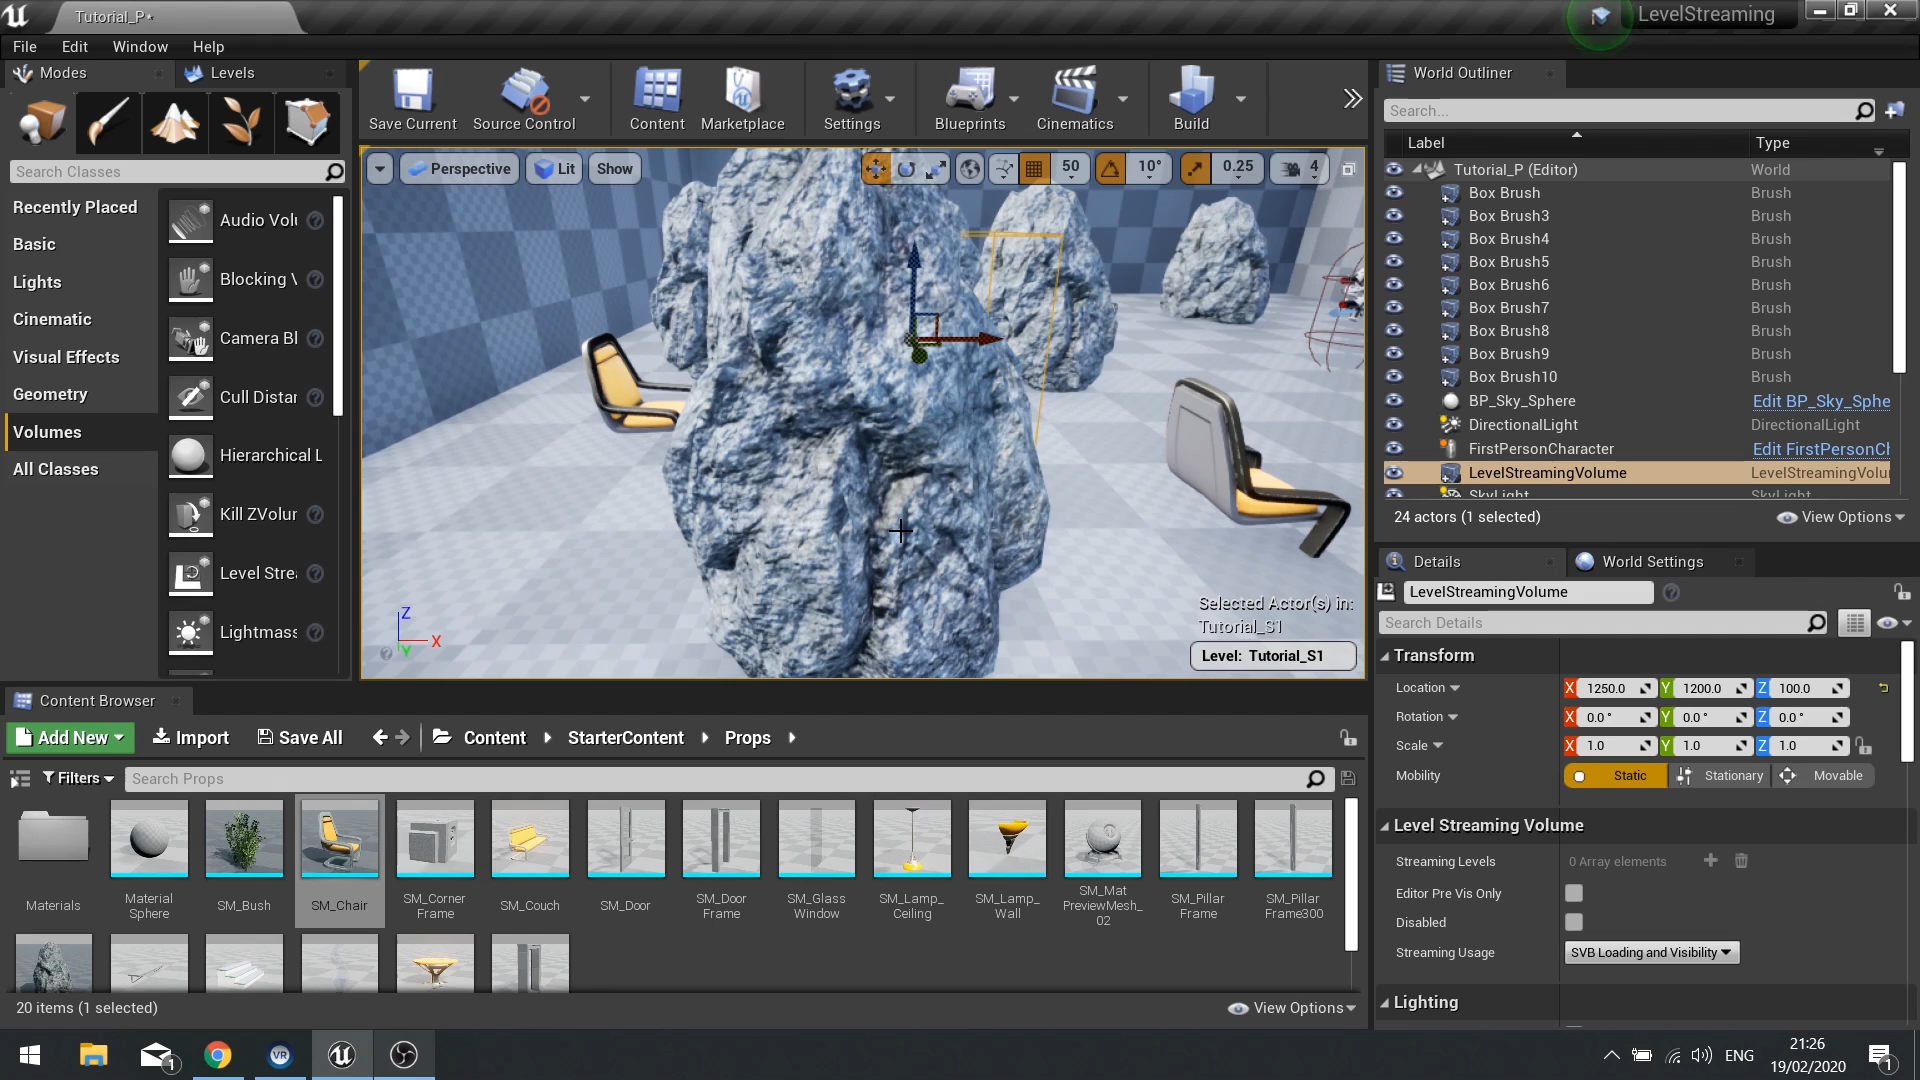 Tutorial_P*
LevelStreaming
File
Edit
Window
Help
Modes
Levels
Search Classes
Recently Placed
Basic
Lights
Cinematic
Visual Effects
Geometry
Volumes
All Classes
Audio Volu
Blocking V
Camera Bl
Cull Distan
Hierarchical L
Kill ZVolum
Level Strea
Lightmass
Save Current
Source Control
Content
Marketplace
Settings
Blueprints
Cinematics
Build
Perspective
Lit
Show
50
10°
0.25
4
Z
X
Y
Selected Actor(s) in:
Tutorial_S1
Level: Tutorial_S1
World Outliner
Search...
Label
Type
Tutorial_P (Editor)
World
Box Brush
Brush
Box Brush3
Brush
Box Brush4
Brush
Box Brush5
Brush
Box Brush6
Brush
Box Brush7
Brush
Box Brush8
Brush
Box Brush9
Brush
Box Brush10
Brush
BP_Sky_Sphere
Edit BP_Sky_Sphe
DirectionalLight
DirectionalLight
FirstPersonCharacter
Edit FirstPersonCh
LevelStreamingVolume
LevelStreamingVolu
SkyLight
SkyLight
24 actors (1 selected)
View Options
Details
World Settings
LevelStreamingVolume
Search Details
Transform
Location
X 1250.0
Y 1200.0
Z 100.0
Rotation
X 0.0 °
Y 0.0 °
Z 0.0 °
Scale
X 1.0
Y 1.0
Z 1.0
Mobility
Static
Stationary
Movable
Level Streaming Volume
Streaming Levels
0 Array elements
Editor Pre Vis Only
Disabled
Streaming Usage
SVB Loading and Visibility
Lighting
Content Browser
Add New
Import
Save All
Content
StarterContent
Props
Filters
Search Props
Materials
Material
Sphere
SM_Bush
SM_Chair
SM_Corner
Frame
SM_Couch
SM_Door
SM_Door
Frame
SM_Glass
Window
SM_Lamp_
Ceiling
SM_Lamp_
Wall
SM_Mat
PreviewMesh_
02
SM_Pillar
Frame
SM_Pillar
Frame300
20 items (1 selected)
View Options
1
VR
ENG
21:26
19/02/2020
1